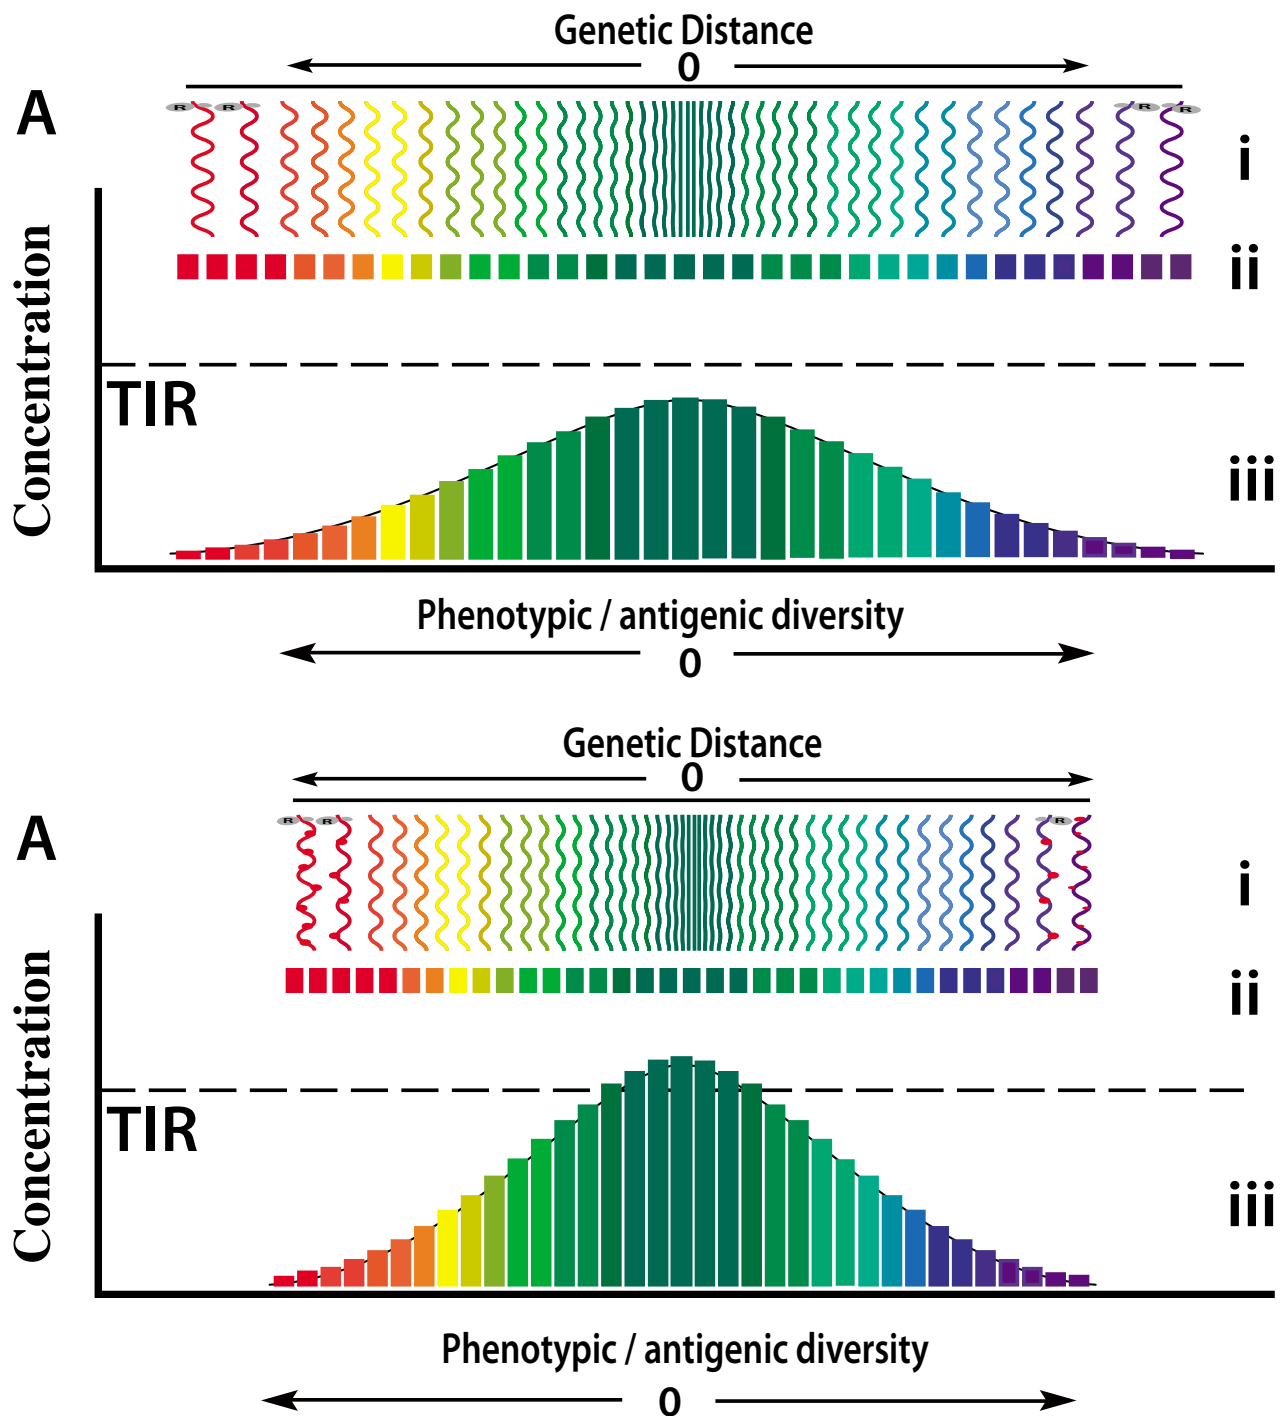 Genetic Distance
0
A
R R R R
i
ii
Concentration
TIR
iii
Phenotypic / antigenic diversity
0
Genetic Distance
0
A
R R R
i
ii
Concentration
TIR
iii
Phenotypic / antigenic diversity
0